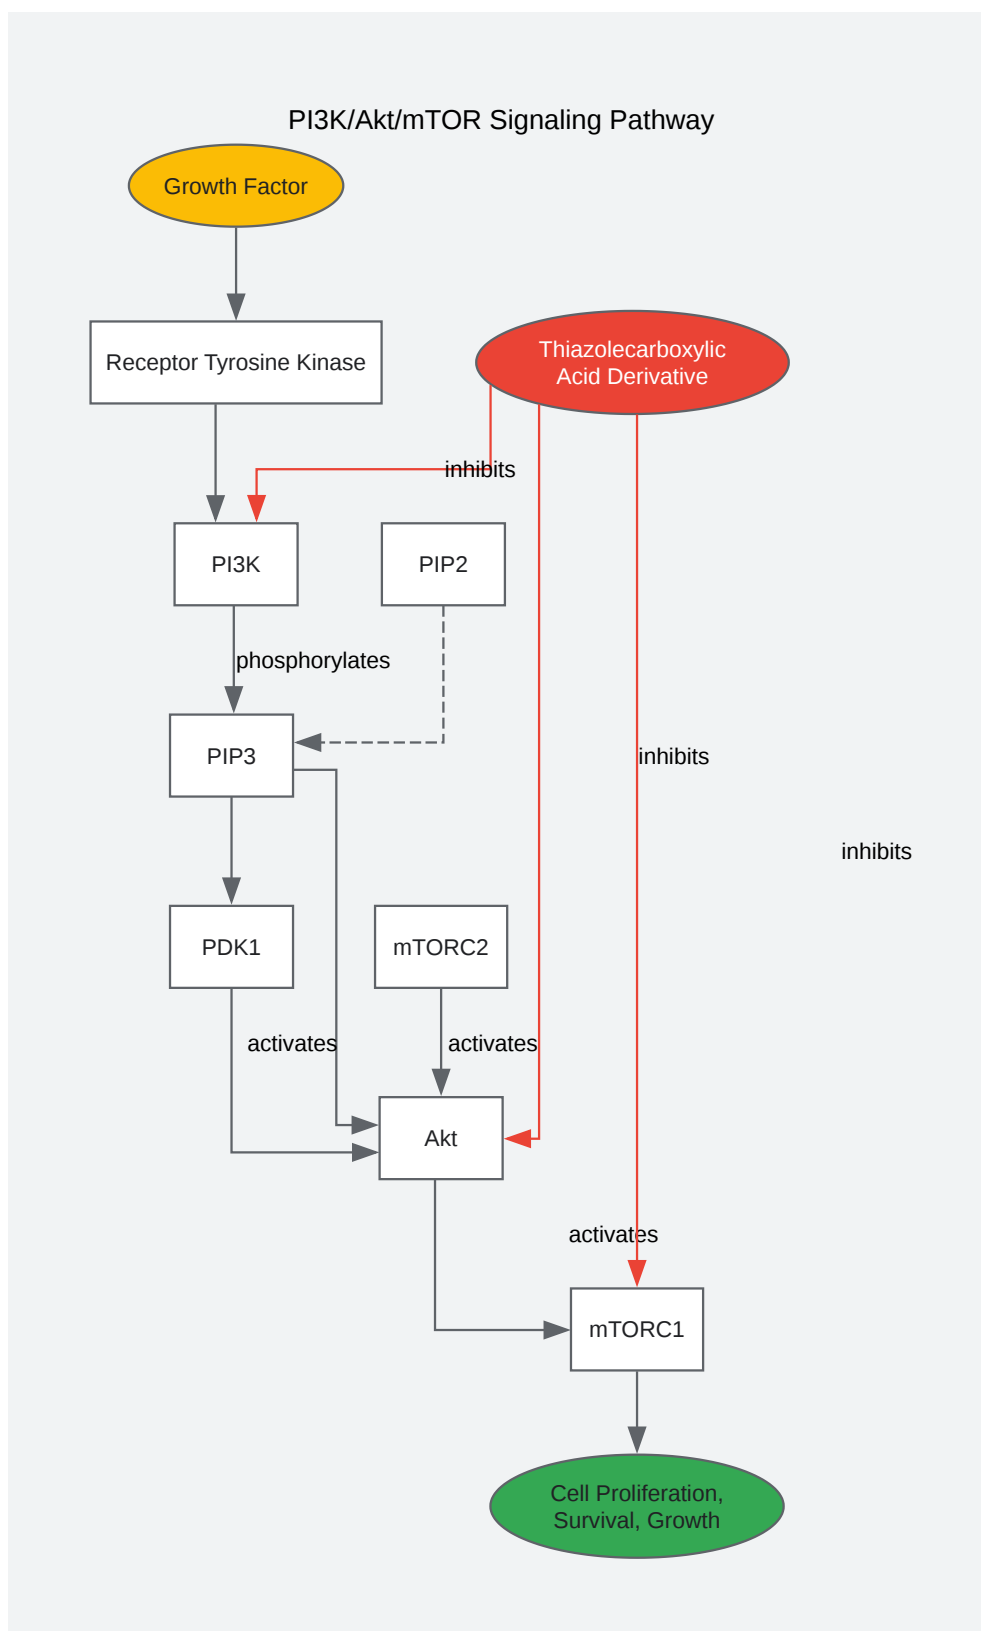 PI3K/Akt/mTOR Signaling Pathway
Growth Factor
Receptor Tyrosine Kinase
Thiazolecarboxylic
Acid Derivative
inhibits
PI3K
PIP2
phosphorylates
PIP3
inhibits
inhibits
PDK1
mTORC2
activates
activates
Akt
activates
mTORC1
Cell Proliferation,
Survival, Growth